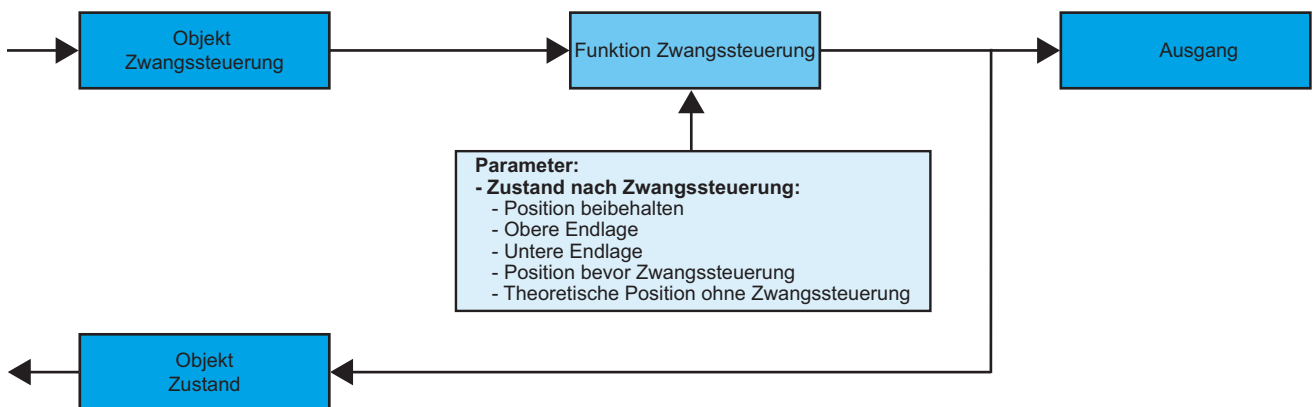 Objekt
Zwangssteuerung
Funktion Zwangssteuerung
Ausgang
Parameter:
- Zustand nach Zwangssteuerung:
- Position beibehalten
- Obere Endlage
- Untere Endlage
- Position bevor Zwangssteuerung
- Theoretische Position ohne Zwangssteuerung
Objekt
Zustand